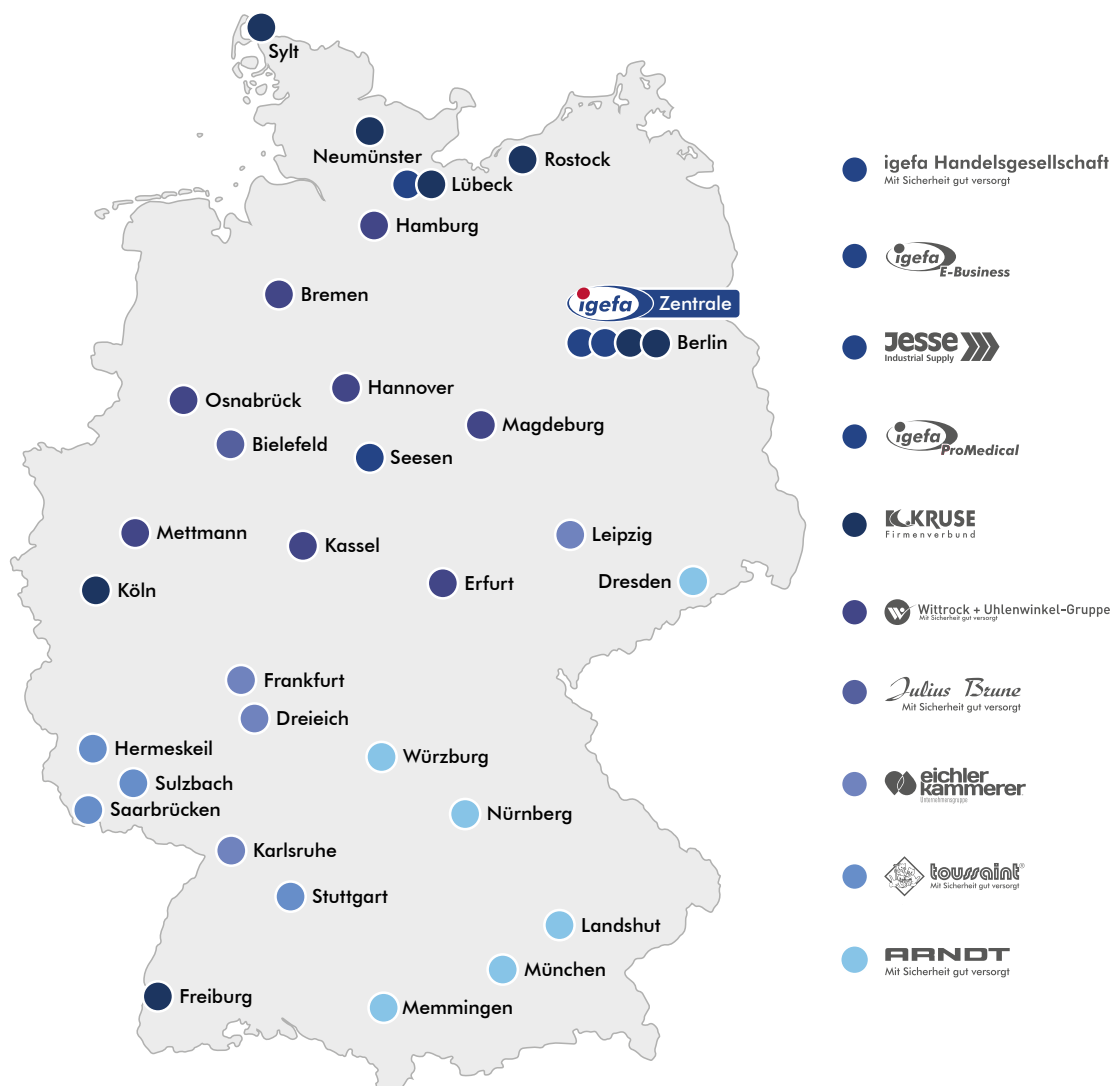 Sylt
Neumünster
Rostock
Lübeck
Hamburg
Bremen
igefa Zentrale
Berlin
Hannover
Osnabrück
Magdeburg
Bielefeld
Seesen
Mettmann
Kassel
Leipzig
Erfurt
Dresden
Köln
Frankfurt
Dreieich
Hermeskeil
Würzburg
Sulzbach
Saarbrücken
Nürnberg
Karlsruhe
Stuttgart
Landshut
München
Freiburg
Memmingen
igefa Handelsgesellschaft
Mit Sicherheit gut versorgt
igefa
E-Business
Jesse
Industrial Supply
igefa
ProMedical
KRUSE
Firmenverbund
Wittrock + Uhlenwinkel-Gruppe
Mit Sicherheit gut versorgt
Julius Brune
Mit Sicherheit gut versorgt
eichler
kammerer
Unternehmensgruppe
toussaint®
Mit Sicherheit gut versorgt
ARNDT
Mit Sicherheit gut versorgt